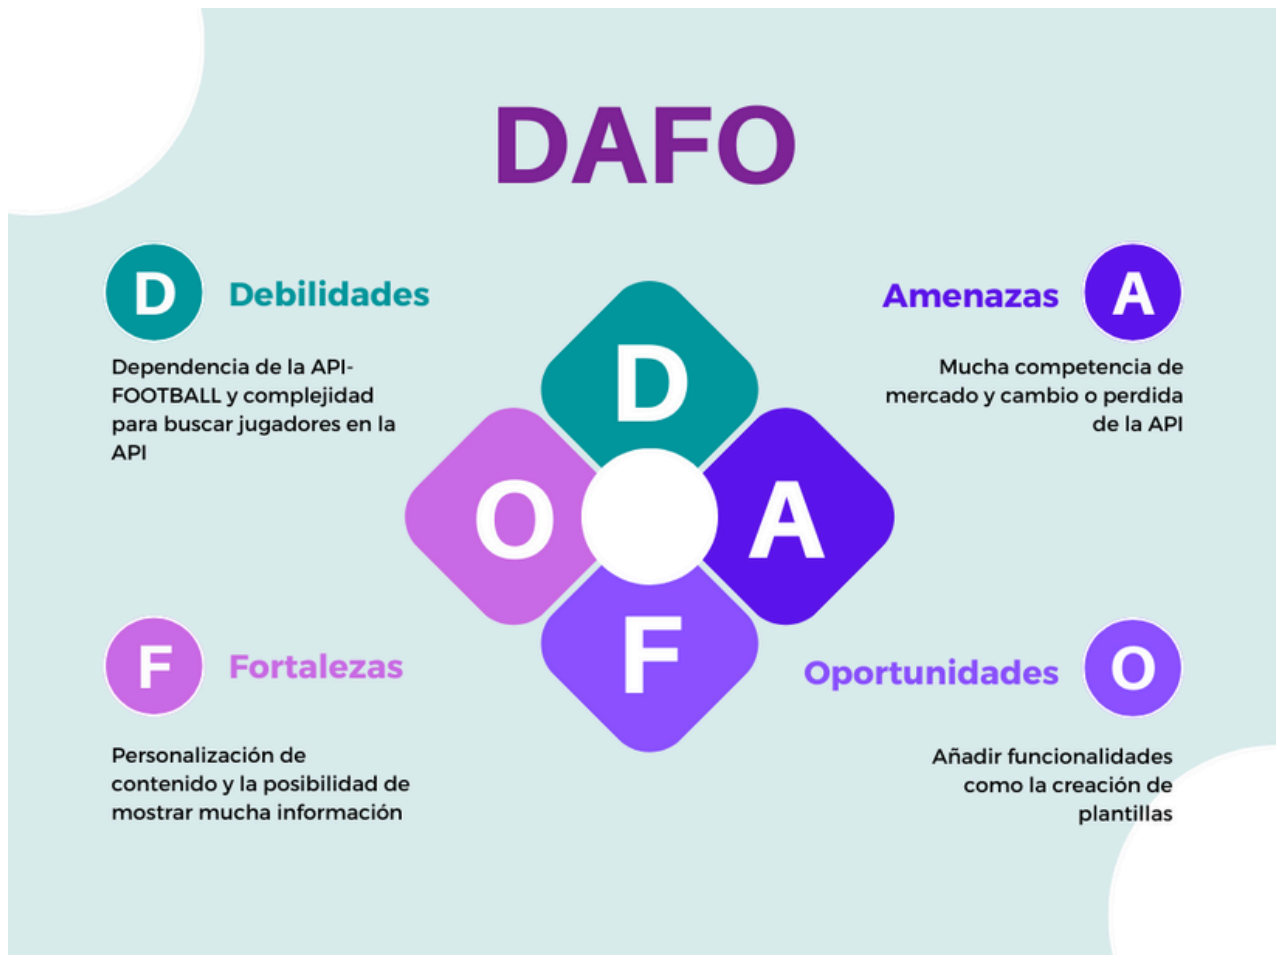 DAFO
D
Debilidades
Dependencia de la API-
FOOTBALL y complejidad
para buscar jugadores en la
API
Amenazas
A
Mucha competencia de
mercado y cambio o perdida
de la API
D
O
A
F
F
Fortalezas
Personalización de
contenido y la posibilidad de
mostrar mucha información
Oportunidades
O
Añadir funcionalidades
como la creación de
plantillas